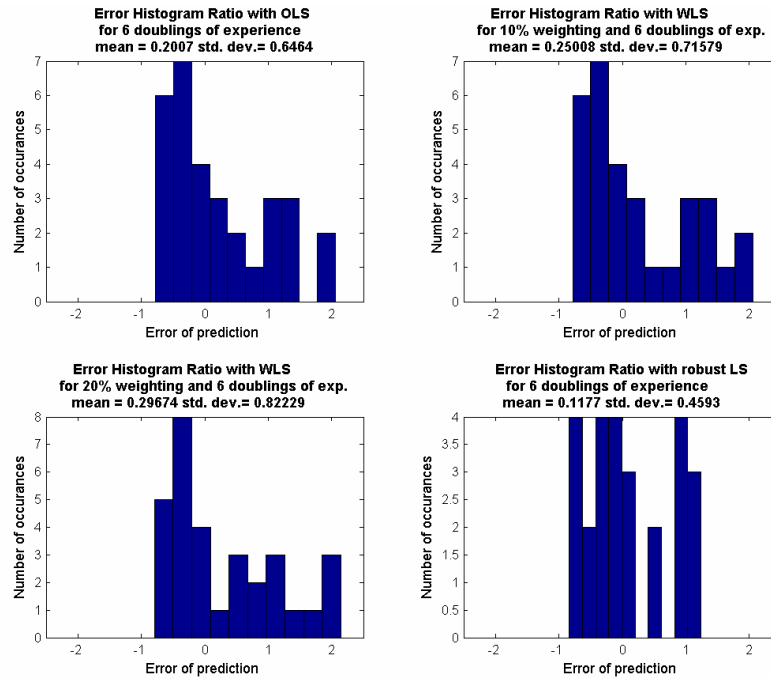 Error Histogram Ratio with OLS
for 6 doublings of experience
mean = 0.2007 std. dev.= 0.6464
7
6
5
4
3
2
1
0
Number of occurances
-2 -1 0 1 2
Error of prediction
Error Histogram Ratio with WLS
for 10% weighting and 6 doublings of exp.
mean = 0.25008 std. dev.= 0.71579
7
6
5
4
3
2
1
0
Number of occurances
-2 -1 0 1 2
Error of prediction
Error Histogram Ratio with WLS
for 20% weighting and 6 doublings of exp.
mean = 0.29674 std. dev.= 0.82229
8
7
6
5
4
3
2
1
0
Number of occurances
-2 -1 0 1 2
Error of prediction
Error Histogram Ratio with robust LS
for 6 doublings of experience
mean = 0.1177 std. dev.= 0.4593
4
3.5
3
2.5
2
1.5
1
0.5
0
Number of occurances
-2 -1 0 1 2
Error of prediction